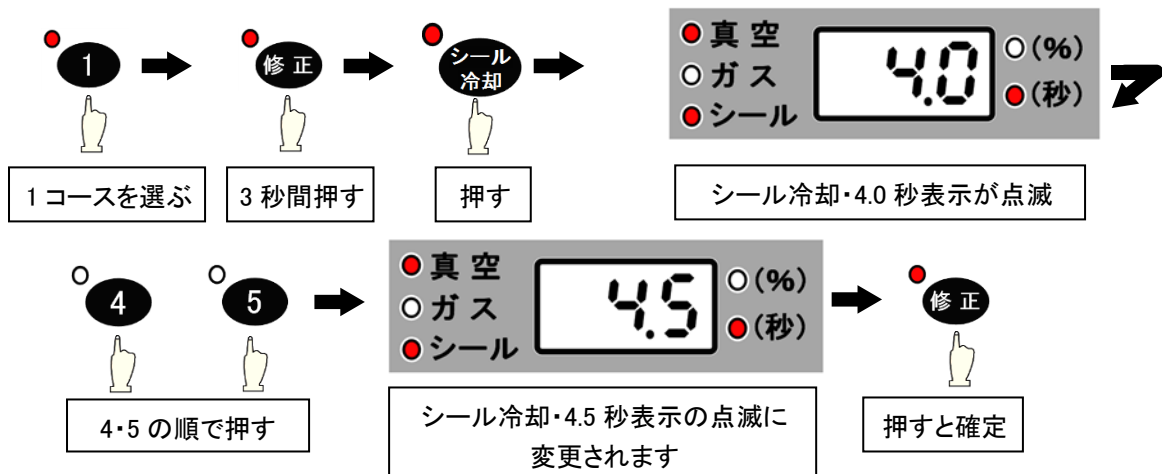 1
修正
シール
冷却
真空
ガス
シール
4.0
(%)
(秒)
1コースを選ぶ
3秒間押す
押す
シール冷却・4.0秒表示が点滅
4
5
真空
ガス
シール
4.5
(%)
(秒)
修正
4・5の順で押す
シール冷却・4.5秒表示の点滅に
変更されます
押すと確定